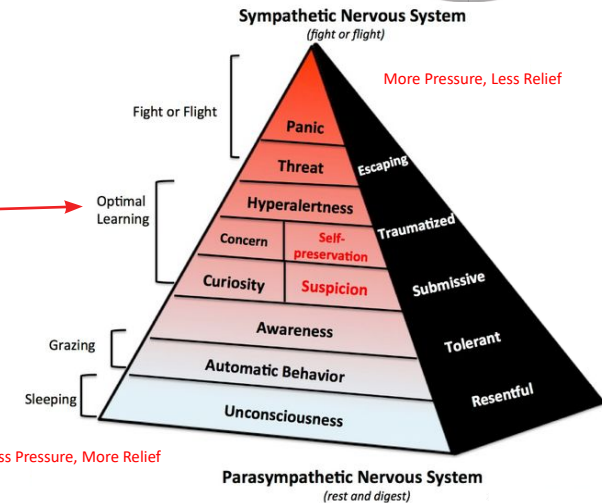 Sympathetic Nervous System
(fight or flight)
More Pressure, Less Relief
Fight or Flight
Panic
Threat
Escaping
Optimal
Learning
Hyperalertness
Traumatized
Concern
Self-
preservation
Curiosity
Suspicion
Submissive
Awareness
Tolerant
Grazing
Automatic Behavior
Resentful
Sleeping
Unconsciousness
ss Pressure, More Relief
Parasympathetic Nervous System
(rest and digest)